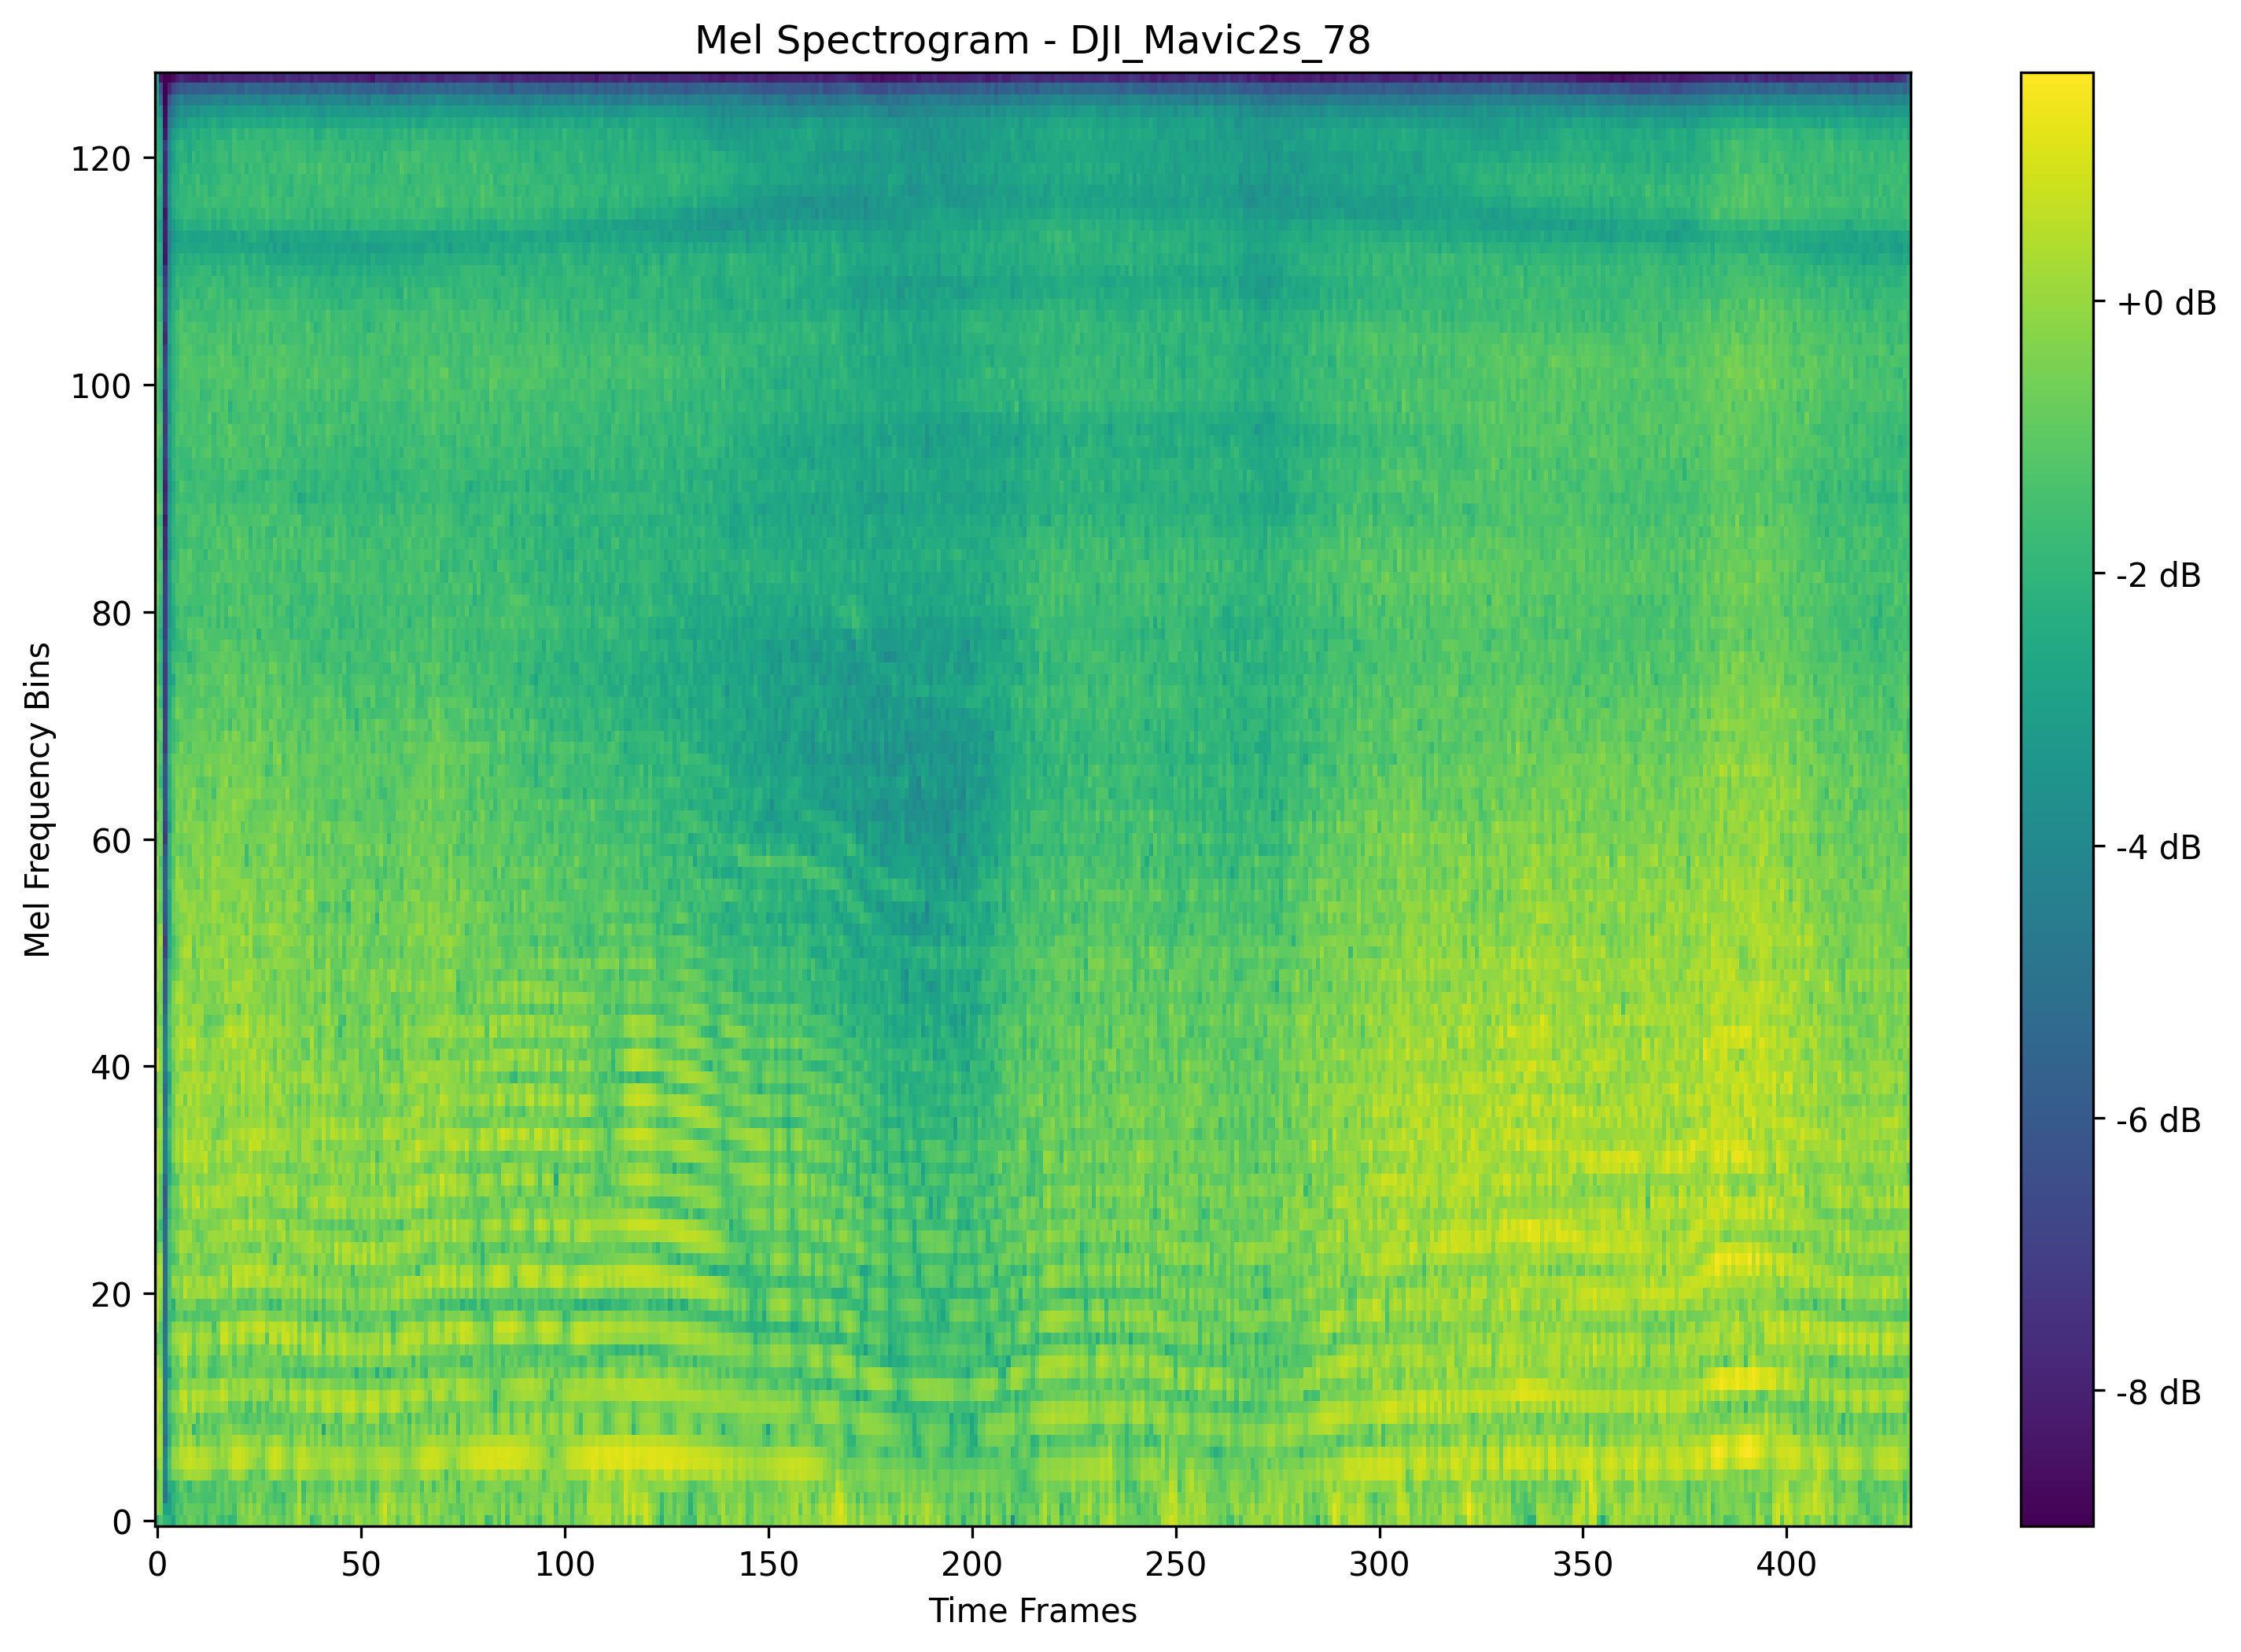 Mel Spectrogram - DJI_Mavic2s_78
Mel Frequency Bins
120
100
80
60
40
20
0
0 50 100 150 200 250 300 350 400
Time Frames
+0 dB
-2 dB
-4 dB
-6 dB
-8 dB